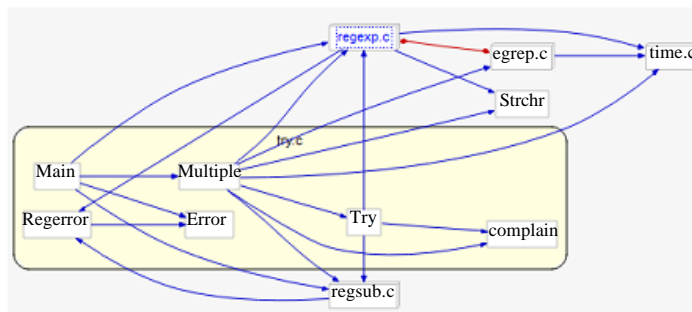 regexp.c
egrep.c
time.c
Strchr
try.c
Main
Multiple
Regerror
Error
Try
complain
regsub.c